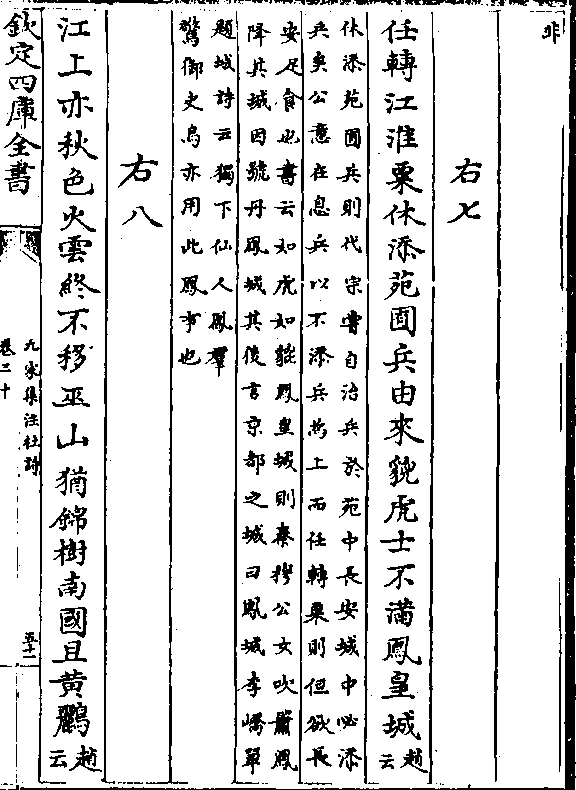 非
右七
任轉江淮粟休添苑囿兵由來貔虎士不滿鳳皇城趙云
休添苑囿兵則代宗嘗自治兵於苑中長安城中必添
兵矣公意在息兵以不添兵為上而任轉粟則但欲長
安足食也書云如虎如貔鳳皇城則秦穆公女吹簫鳳
降其城因號丹鳳城其後言京都之城曰鳳城李嶠單
題城詩云獨下仙人鳳羣
驚御史烏亦用此鳳事也
右八
江上亦秋色火雲終不移巫山猶錦樹南國且黃鸝趙云
欽定四庫全書
九家集注杜詩
卷二十
五十一